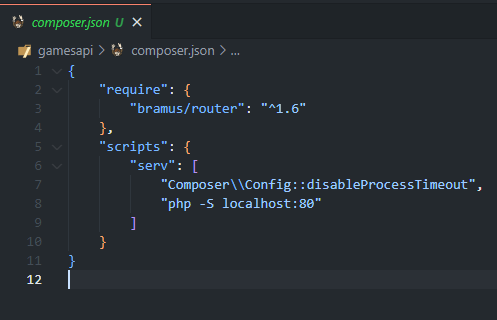 composer.json U
gamesapi > composer.json > ...
1 {
2 "require": {
3 "bramus/router": "^1.6"
4 },
5 "scripts": {
6 "serv": [
7 "Composer\\Config::disableProcessTimeout",
8 "php -S localhost:80"
9 ]
10 }
11 }
12